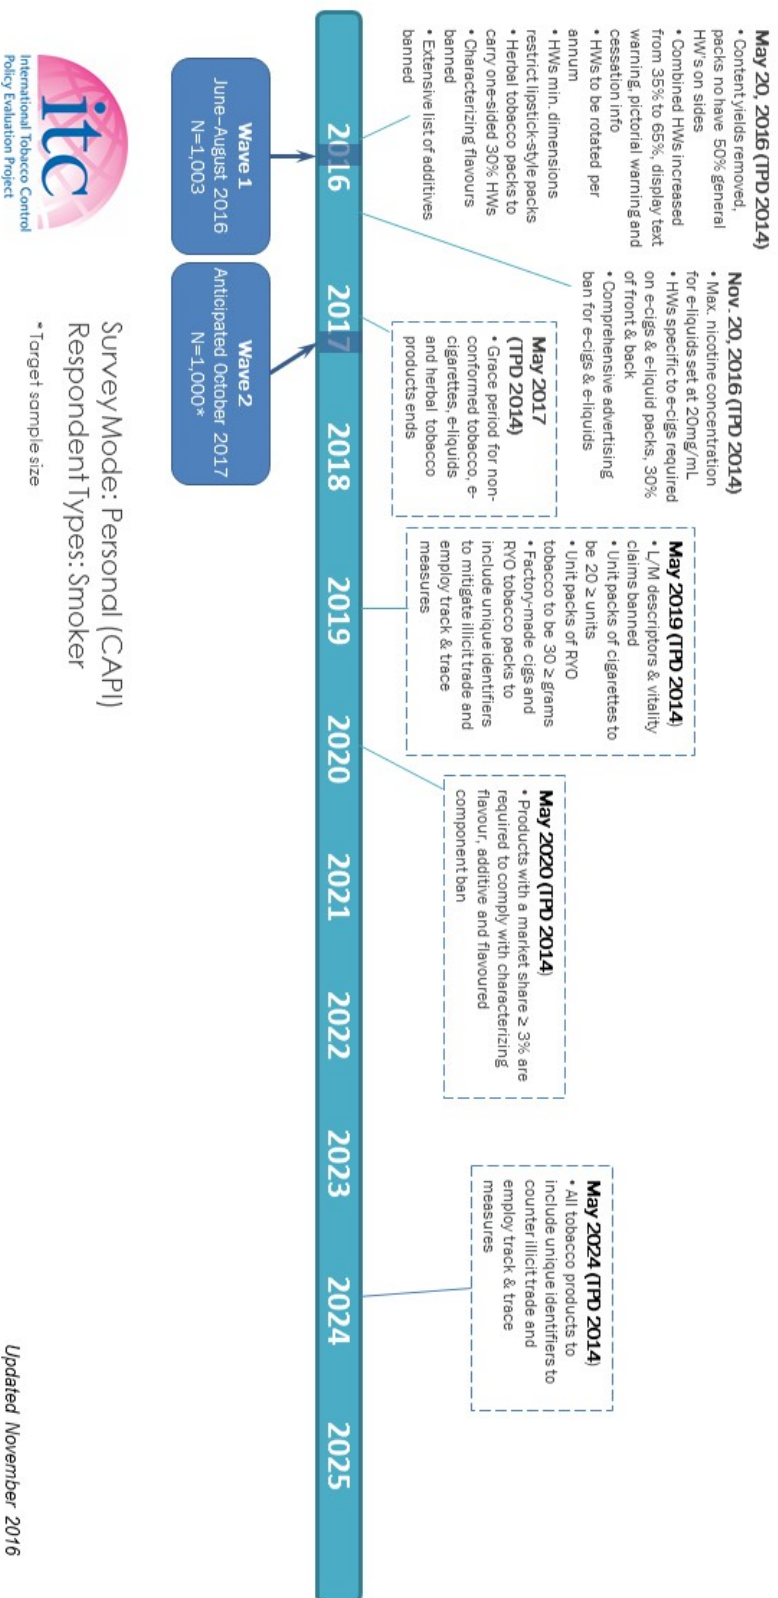 May 20, 2016 (TPD 2014)
• Content yields removed,
packs no have 50% general
HW's on sides
• Combined HWs increased
from 35% to 65%, display text
warning, pictorial warning and
cessation info
• HWs to be rotated per
annum
• HWs min. dimensions
restrict lipstick-style packs
• Herbal tobacco packs to
carry one-sided 30% HWs
• Characterizing flavours
banned
• Extensive list of additives
banned
Nov. 20, 2016 (TPD 2014)
• Max. nicotine concentration
for e-liquids set at 20mg/mL
• HWs specific to e-cigs required
on e-cigs & e-liquid packs, 30%
of front & back
• Comprehensive advertising
ban for e-cigs & e-liquids
May 2017
(TPD 2014)
• Grace period for non-
conformed tobacco, e-
cigarettes, e-liquids
and herbal tobacco
products ends
May 2019 (TPD 2014)
• L/M descriptors & vitality
claims banned
• Unit packs of cigarettes to
be 20 ≥ units
• Unit packs of RYO
tobacco to be 30 ≥ grams
• Factory-made cigs and
RYO tobacco packs to
include unique identifiers
to mitigate illicit trade and
employ track & trace
measures
May 2020 (TPD 2014)
• Products with a market share ≥ 3% are
required to comply with characterizing
flavour, additive and flavoured
component ban
May 2024 (TPD 2014)
• All tobacco products to
include unique identifiers to
counter illicit trade and
employ track & trace
measures
2016 2017 2018 2019 2020 2021 2022 2023 2024 2025
Wave 1
June–August 2016
N=1,003
Wave 2
Anticipated October 2017
N=1,000*
itc
International Tobacco Control
Policy Evaluation Project
Survey Mode: Personal (CAPI)
Respondent Types: Smoker
*Target sample size
Updated November 2016